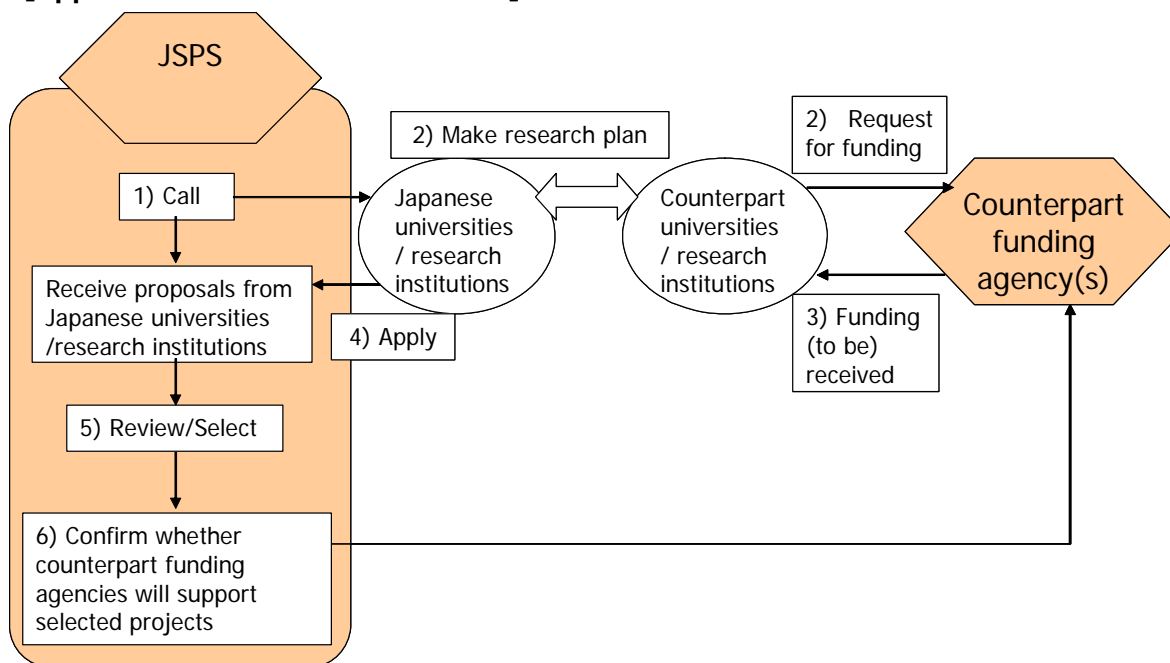 JSPS
2) Make research plan
2) Request
for funding
1) Call
Japanese
universities
/ research
institutions
Counterpart
universities
/ research
institutions
Counterpart
funding
agency(s)
Receive proposals from
Japanese universities
/research institutions
4) Apply
3) Funding
(to be)
received
5) Review/Select
6) Confirm whether
counterpart funding
agencies will support
selected projects